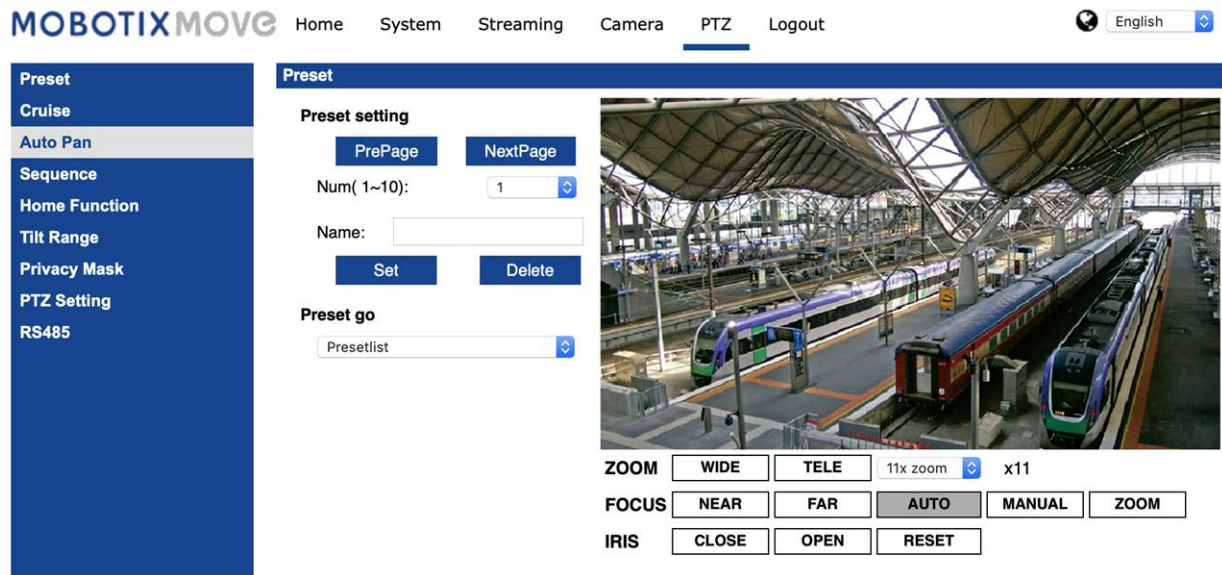 MOBOTIX MOVE Home System Streaming Camera PTZ Logout English
Preset
Cruise
Auto Pan
Sequence
Home Function
Tilt Range
Privacy Mask
PTZ Setting
RS485
Preset
Preset setting
PrePage NextPage
Num( 1~10): 1
Name:
Set Delete
Preset go
Presetlist
ZOOM WIDE TELE 11x zoom x11
FOCUS NEAR FAR AUTO MANUAL ZOOM
IRIS CLOSE OPEN RESET